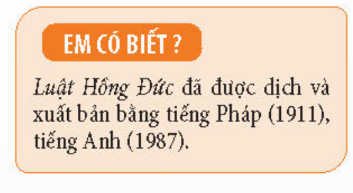 EM CÓ BIẾT ?
Luật Hồng Đức đã được dịch và
xuất bản bằng tiếng Pháp (1911),
tiếng Anh (1987).